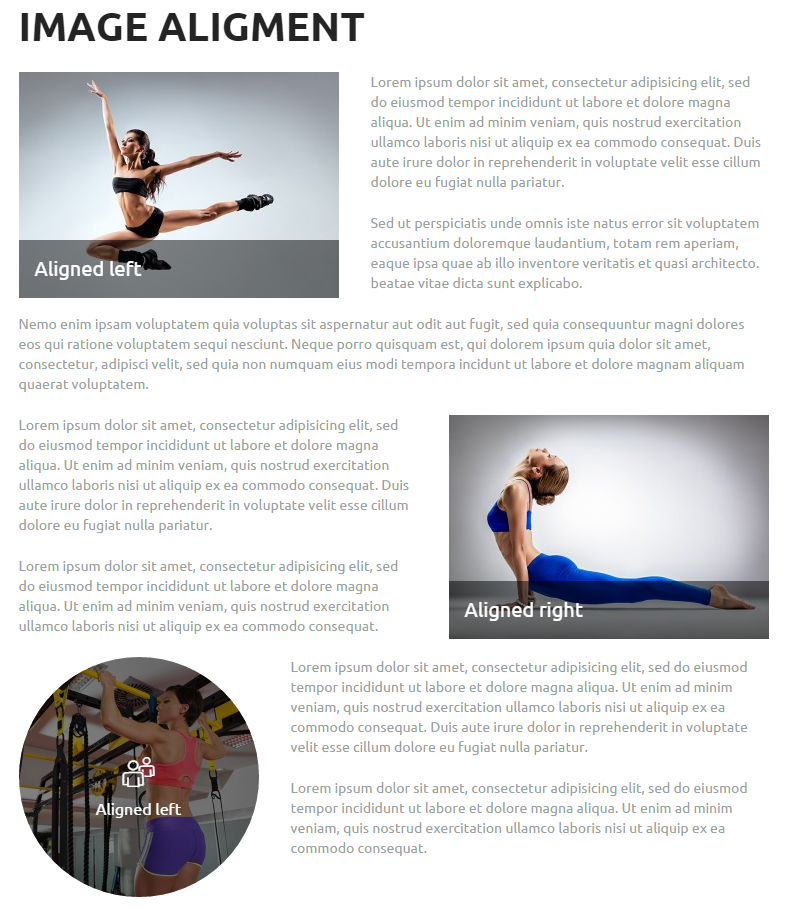 IMAGE ALIGMENT
Lorem ipsum dolor sit amet, consectetur adipisicing elit, sed
do eiusmod tempor incididunt ut labore et dolore magna
aliqua. Ut enim ad minim veniam, quis nostrud exercitation
ullamco laboris nisi ut aliquip ex ea commodo consequat. Duis
aute irure dolor in reprehenderit in voluptate velit esse cillum
dolore eu fugiat nulla pariatur.
Sed ut perspiciatis unde omnis iste natus error sit voluptatem
accusantium doloremque laudantium, totam rem aperiam,
eaque ipsa quae ab illo inventore veritatis et quasi architecto.
beatae vitae dicta sunt explicabo.
Aligned left
Nemo enim ipsam voluptatem quia voluptas sit aspernatur aut odit aut fugit, sed quia consequuntur magni dolores
eos qui ratione voluptatem sequi nesciunt. Neque porro quisquam est, qui dolorem ipsum quia dolor sit amet,
consectetur, adipisci velit, sed quia non numquam eius modi tempora incidunt ut labore et dolore magnam aliquam
quaerat voluptatem.
Lorem ipsum dolor sit amet, consectetur adipisicing elit, sed
do eiusmod tempor incididunt ut labore et dolore magna
aliqua. Ut enim ad minim veniam, quis nostrud exercitation
ullamco laboris nisi ut aliquip ex ea commodo consequat. Duis
aute irure dolor in reprehenderit in voluptate velit esse cillum
dolore eu fugiat nulla pariatur.
Lorem ipsum dolor sit amet, consectetur adipisicing elit, sed
do eiusmod tempor incididunt ut labore et dolore magna
aliqua. Ut enim ad minim veniam, quis nostrud exercitation
ullamco laboris nisi ut aliquip ex ea commodo consequat.
Aligned right
Aligned left
Lorem ipsum dolor sit amet, consectetur adipisicing elit, sed do eiusmod
tempor incididunt ut labore et dolore magna aliqua. Ut enim ad minim
veniam, quis nostrud exercitation ullamco laboris nisi ut aliquip ex ea
commodo consequat. Duis aute irure dolor in reprehenderit in voluptate
velit esse cillum dolore eu fugiat nulla pariatur.
Lorem ipsum dolor sit amet, consectetur adipisicing elit, sed do eiusmod
tempor incididunt ut labore et dolore magna aliqua. Ut enim ad minim
veniam, quis nostrud exercitation ullamco laboris nisi ut aliquip ex ea
commodo consequat.